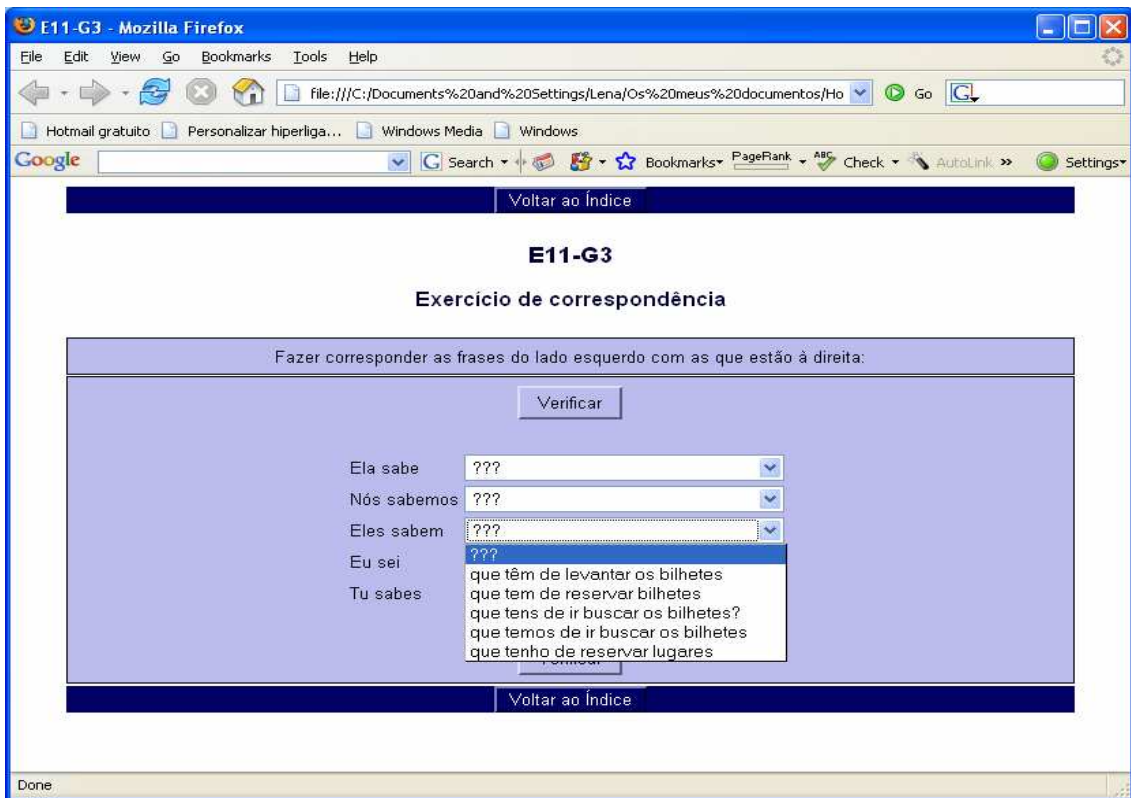 E11-G3 - Mozilla Firefox
File Edit View Go Bookmarks Tools Help
file:///C:/Documents%20and%20Settings/Lena/Os%20meus%20documentos/Ho Go G
Hotmail gratuito Personalizar hiperliga... Windows Media Windows
Google G Search Bookmarks PageRank ABC Check AutoLink » Settings
Voltar ao Índice
E11-G3
Exercício de correspondência
Fazer corresponder as frases do lado esquerdo com as que estão à direita:
Verificar
Ela sabe ???
Nós sabemos ???
Eles sabem ???
Eu sei ???
que têm de levantar os bilhetes
Tu sabes que tem de reservar bilhetes
que tens de ir buscar os bilhetes?
que temos de ir buscar os bilhetes
que tenho de reservar lugares
Voltar ao Índice
Done